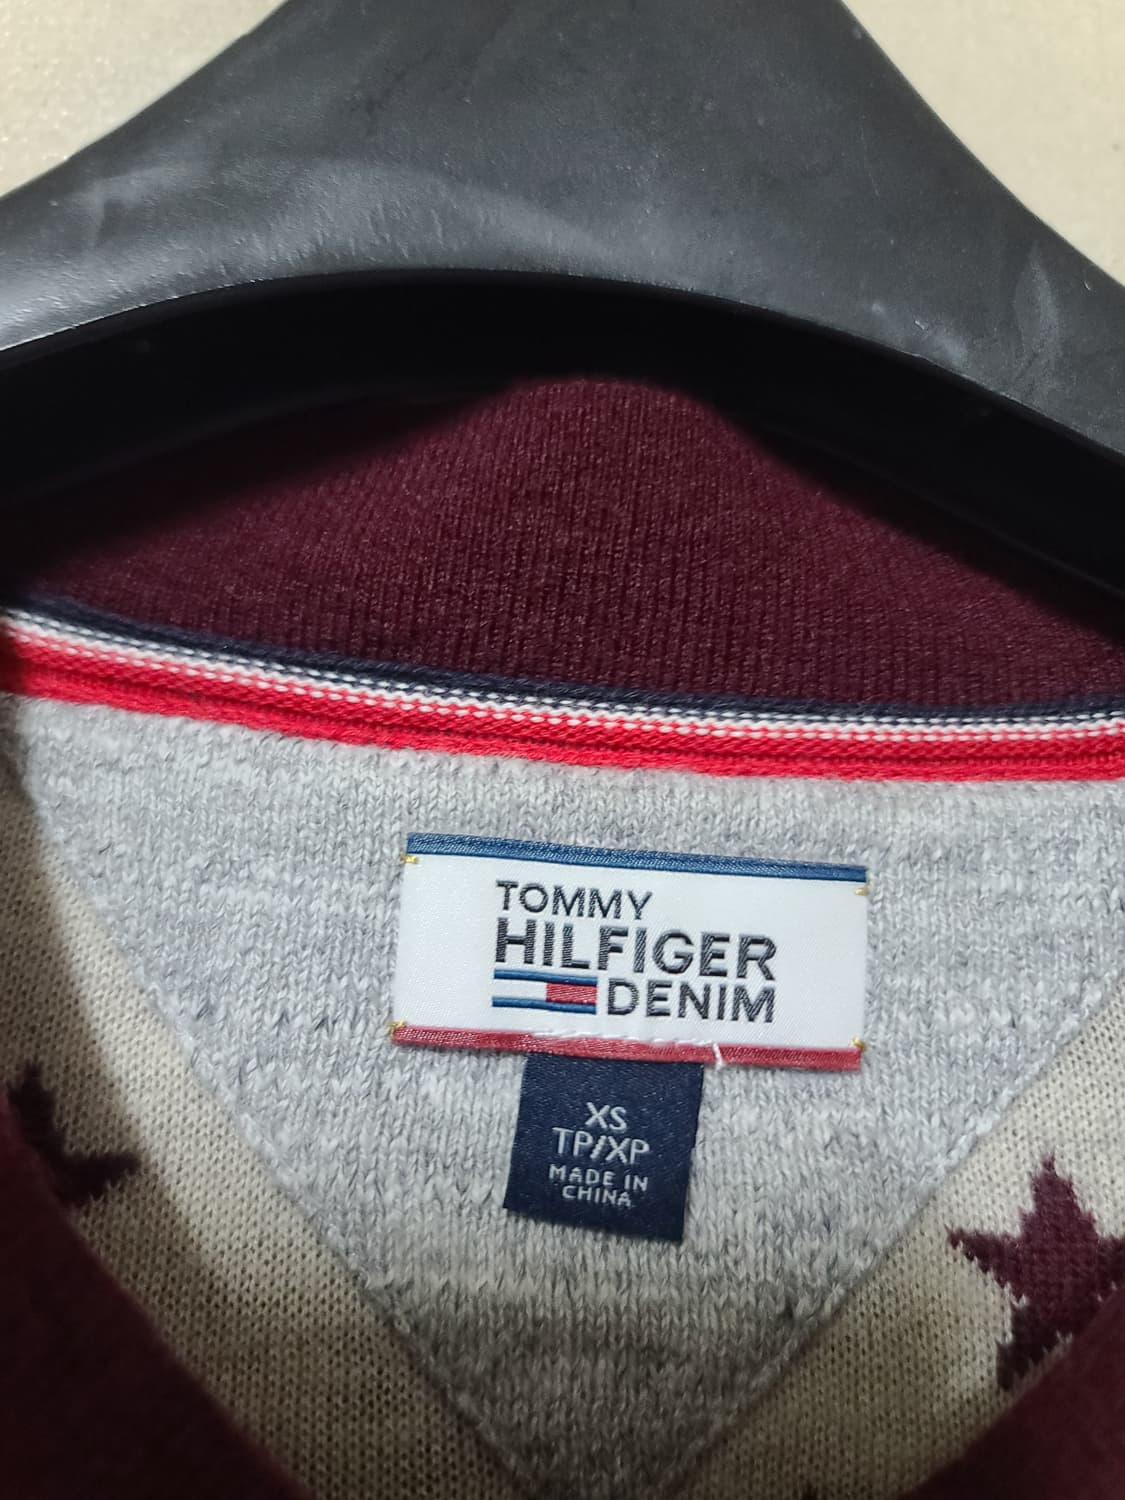 TOMMY
HILFIGER
DENIM
XS
TP/XP
MADE IN
CHINA